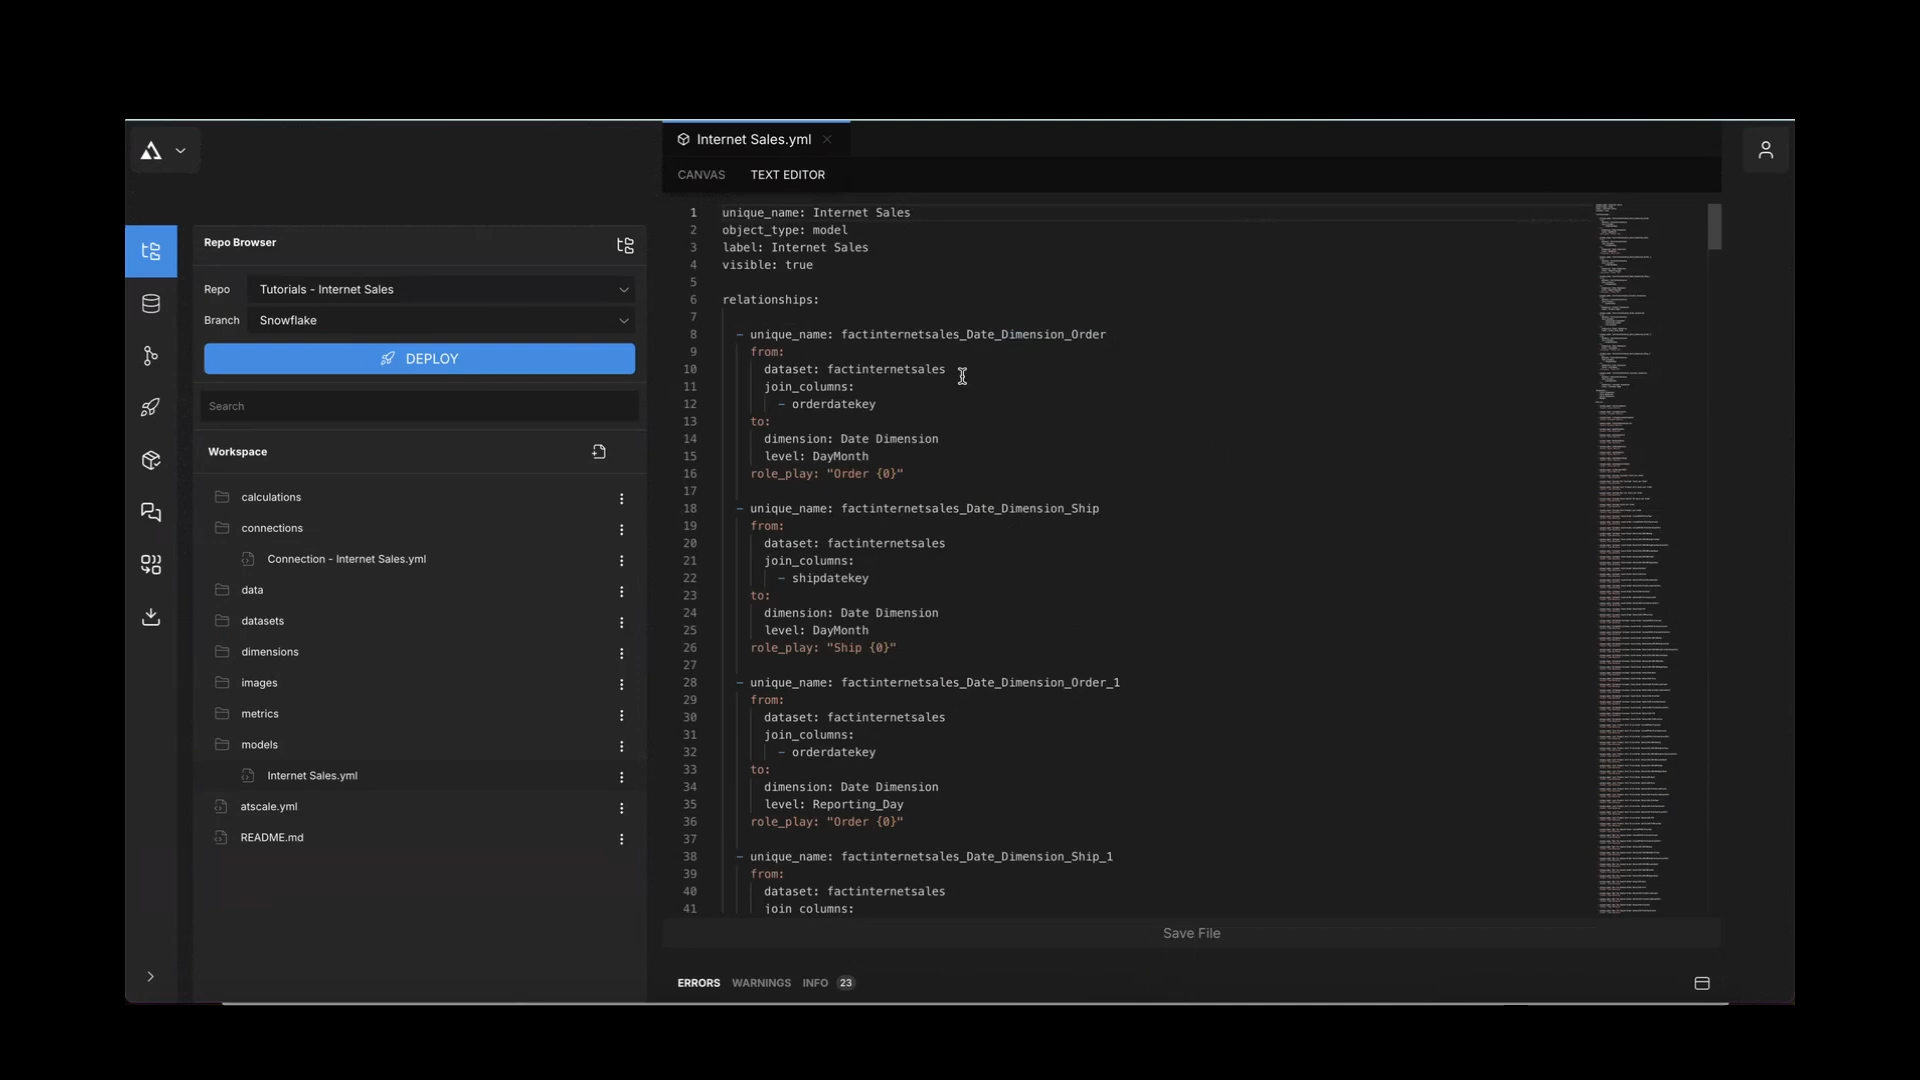 Internet Sales.yml
CANVAS TEXT EDITOR
Repo Browser
Repo Tutorials - Internet Sales
Branch Snowflake
DEPLOY
Search
Workspace
calculations
connections
Connection - Internet Sales.yml
data
datasets
dimensions
images
metrics
models
Internet Sales.yml
atscale.yml
README.md
1 unique_name: Internet Sales
2 object_type: model
3 label: Internet Sales
4 visible: true
5
6 relationships:
7
8 - unique_name: factinternetsales_Date_Dimension_Order
9 from:
10 dataset: factinternetsales
11 join_columns:
12 - orderdatekey
13 to:
14 dimension: Date Dimension
15 level: DayMonth
16 role_play: "Order {0}"
17
18 - unique_name: factinternetsales_Date_Dimension_Ship
19 from:
20 dataset: factinternetsales
21 join_columns:
22 - shipdatekey
23 to:
24 dimension: Date Dimension
25 level: DayMonth
26 role_play: "Ship {0}"
27
28 - unique_name: factinternetsales_Date_Dimension_Order_1
29 from:
30 dataset: factinternetsales
31 join_columns:
32 - orderdatekey
33 to:
34 dimension: Date Dimension
35 level: Reporting_Day
36 role_play: "Order {0}"
37
38 - unique_name: factinternetsales_Date_Dimension_Ship_1
39 from:
40 dataset: factinternetsales
41 join_columns:
Save File
ERRORS WARNINGS INFO 23